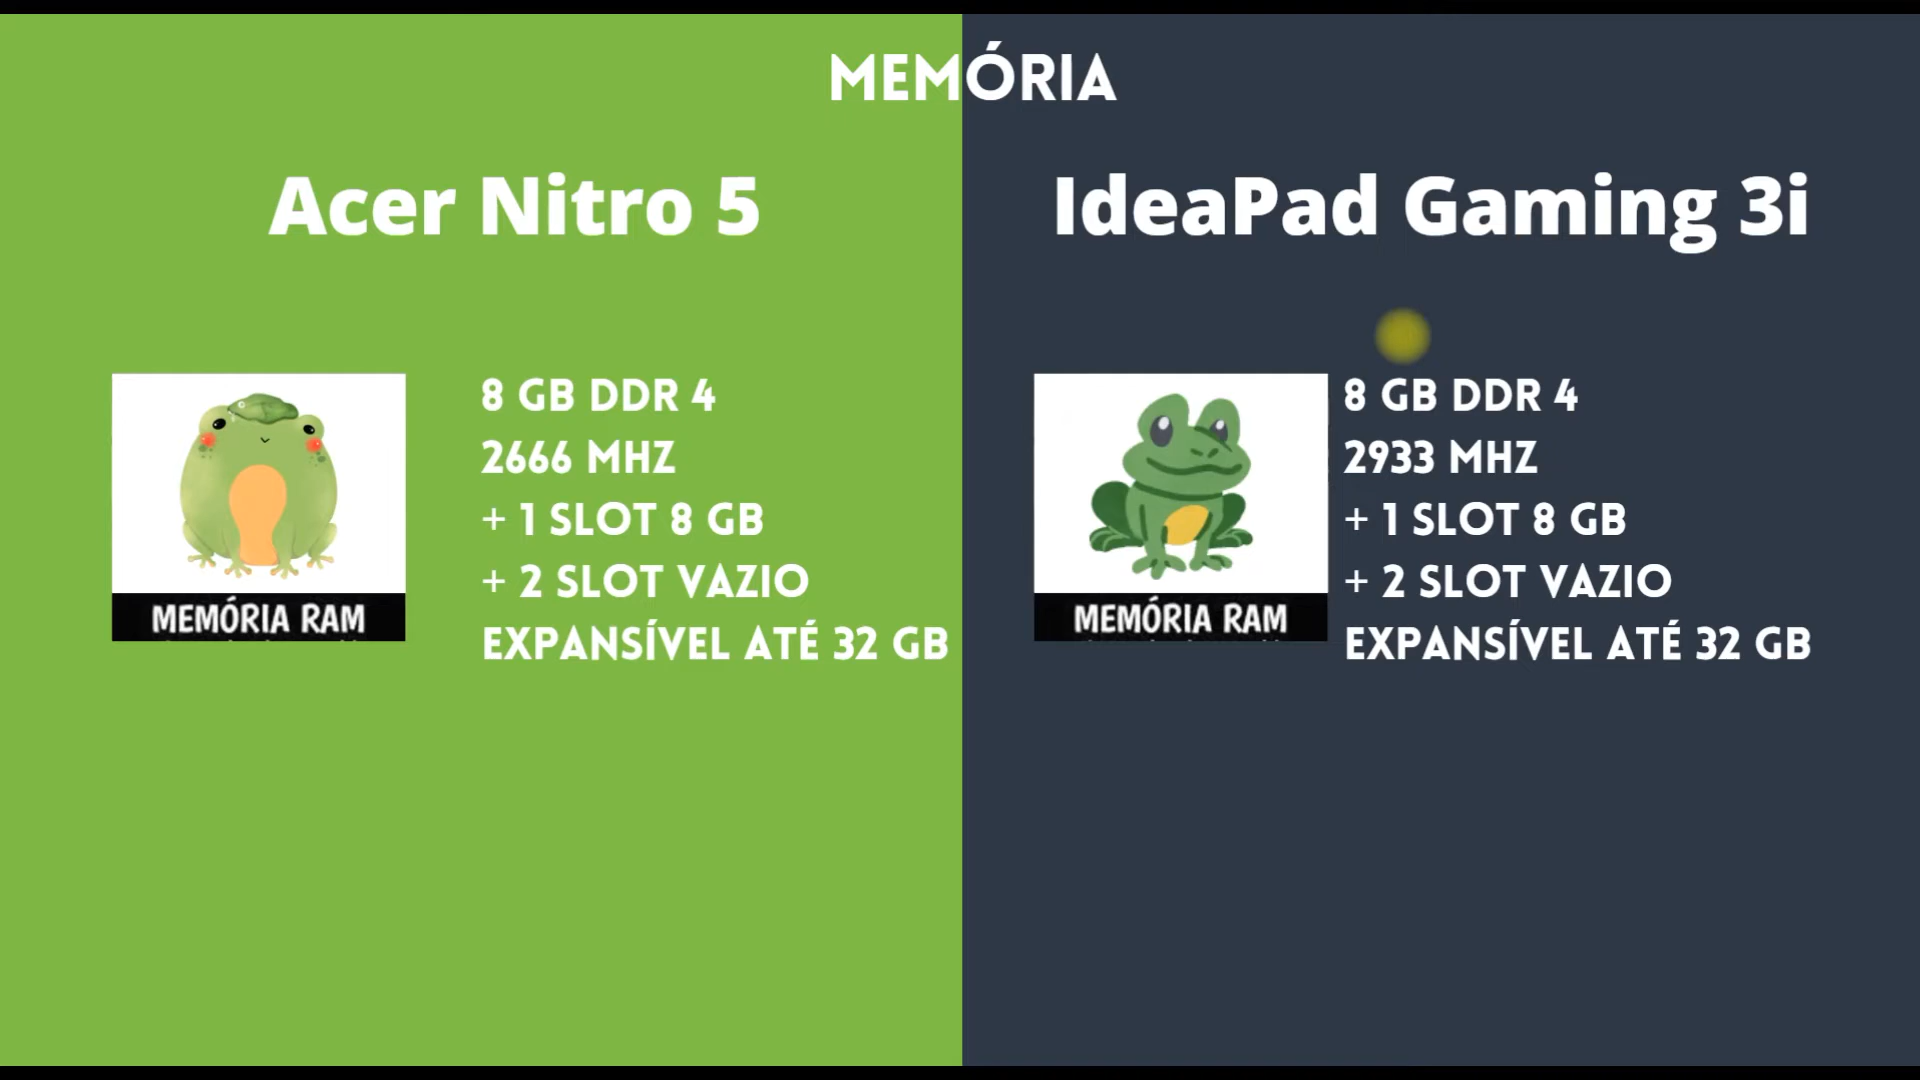 MEMÓRIA
Acer Nitro 5
8 GB DDR 4
2666 MHZ
+ 1 SLOT 8 GB
+ 2 SLOT VAZIO
EXPANSÍVEL ATÉ 32 GB
MEMÓRIA RAM
IdeaPad Gaming 3i
8 GB DDR 4
2933 MHZ
+ 1 SLOT 8 GB
+ 2 SLOT VAZIO
EXPANSÍVEL ATÉ 32 GB
MEMÓRIA RAM